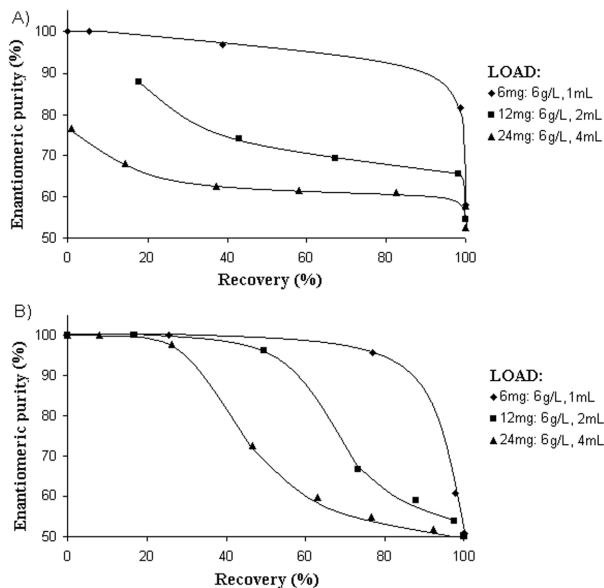 A)
Enantiomeric purity (%)
100
90
80
70
60
50
0
20
40
60
80
100
Recovery (%)
LOAD:
6mg: 6g/L, 1mL
12mg: 6g/L, 2mL
24mg: 6g/L, 4mL
B)
Enantiomeric purity (%)
100
90
80
70
60
50
0
20
40
60
80
100
Recovery (%)
LOAD:
6mg: 6g/L, 1mL
12mg: 6g/L, 2mL
24mg: 6g/L, 4mL